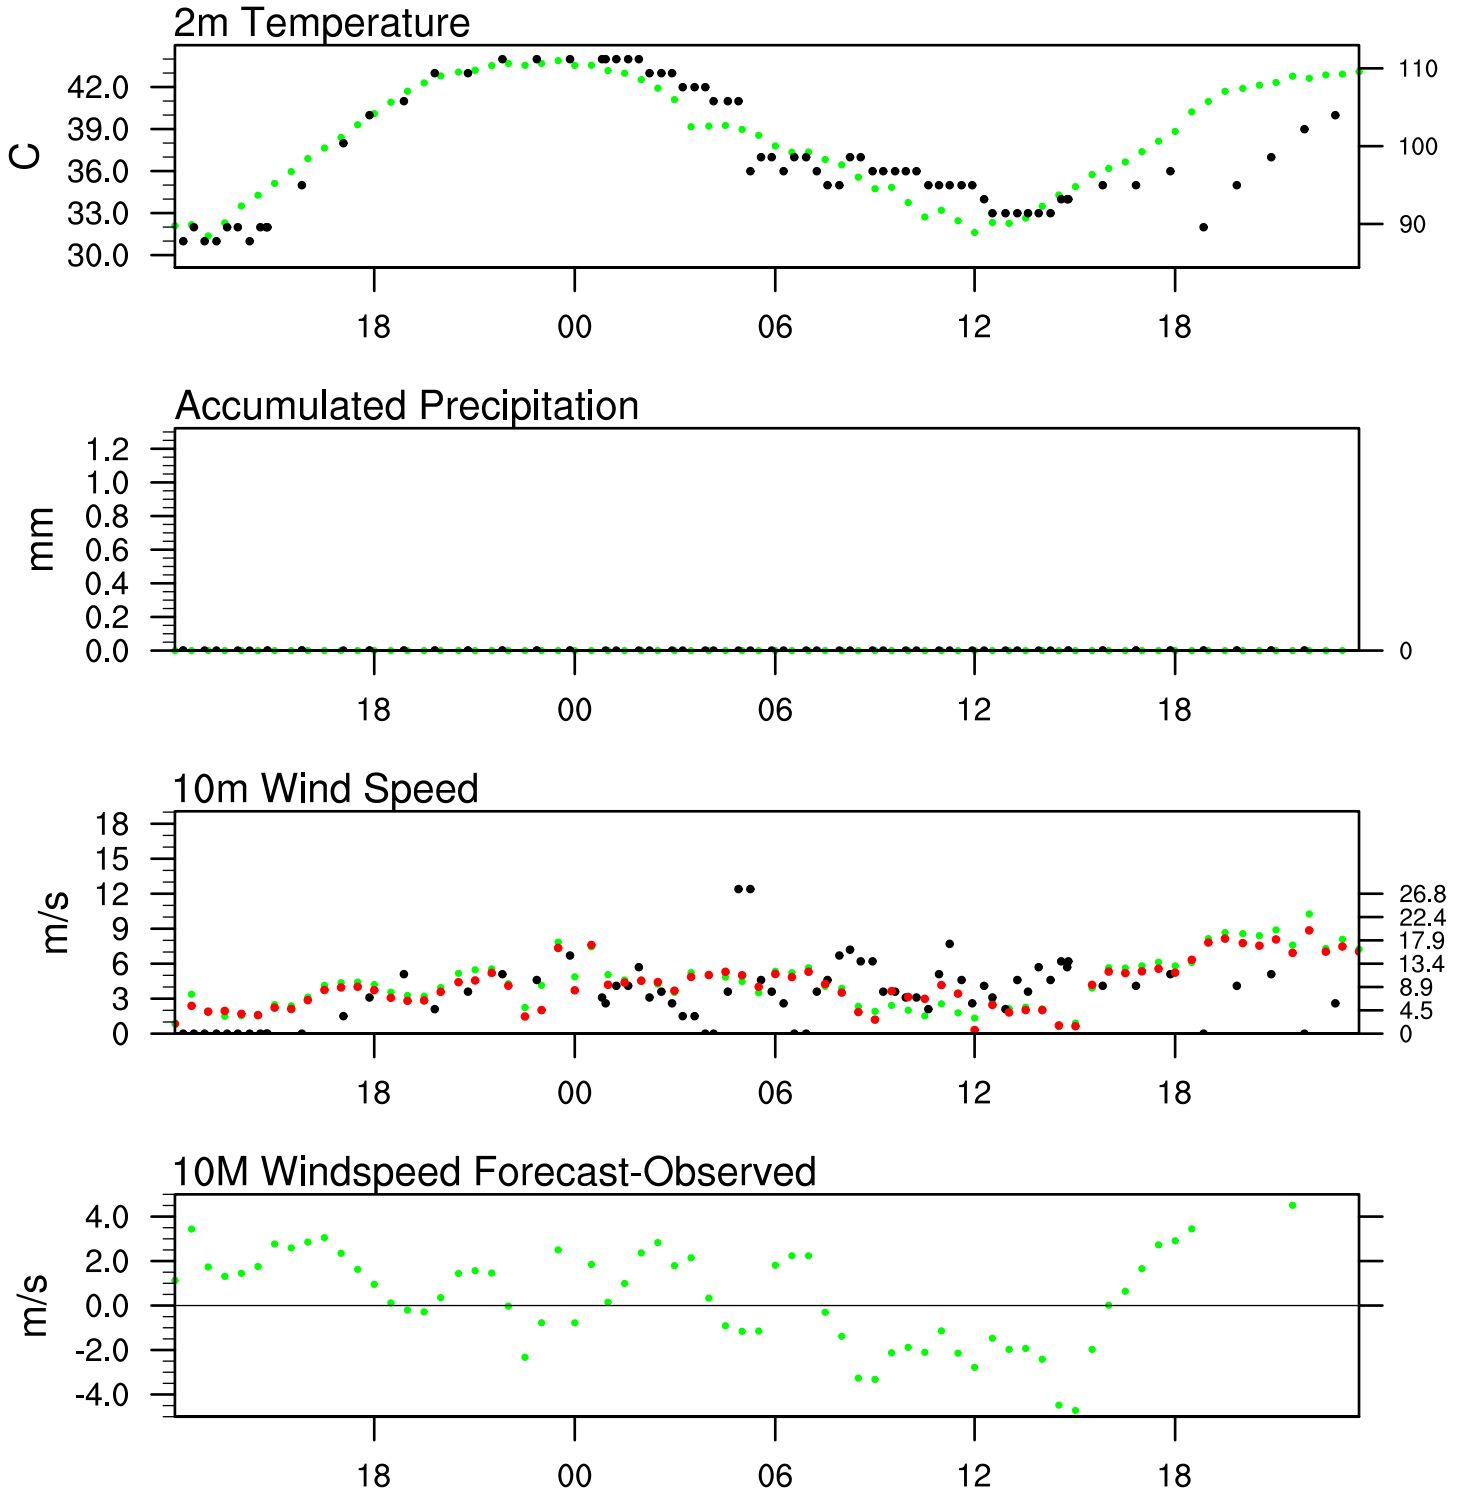 2m Temperature
C
42.0
39.0
36.0
33.0
30.0
110
100
90
18 00 06 12 18
Accumulated Precipitation
mm
1.2
1.0
0.8
0.6
0.4
0.2
0.0
0
18 00 06 12 18
10m Wind Speed
m/s
18
15
12
9
6
3
0
26.8
22.4
17.9
13.4
8.9
4.5
0
18 00 06 12 18
10M Windspeed Forecast-Observed
m/s
4.0
2.0
0.0
-2.0
-4.0
18 00 06 12 18